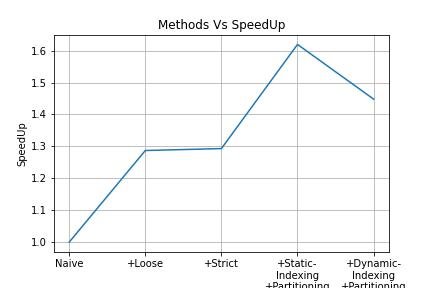 Methods Vs SpeedUp
1.6
1.5
1.4
1.3
1.2
1.1
1.0
SpeedUp
Naive
+Loose
+Strict
+Static-
Indexing
+Partitioning
+Dynamic-
Indexing
+Partitioning